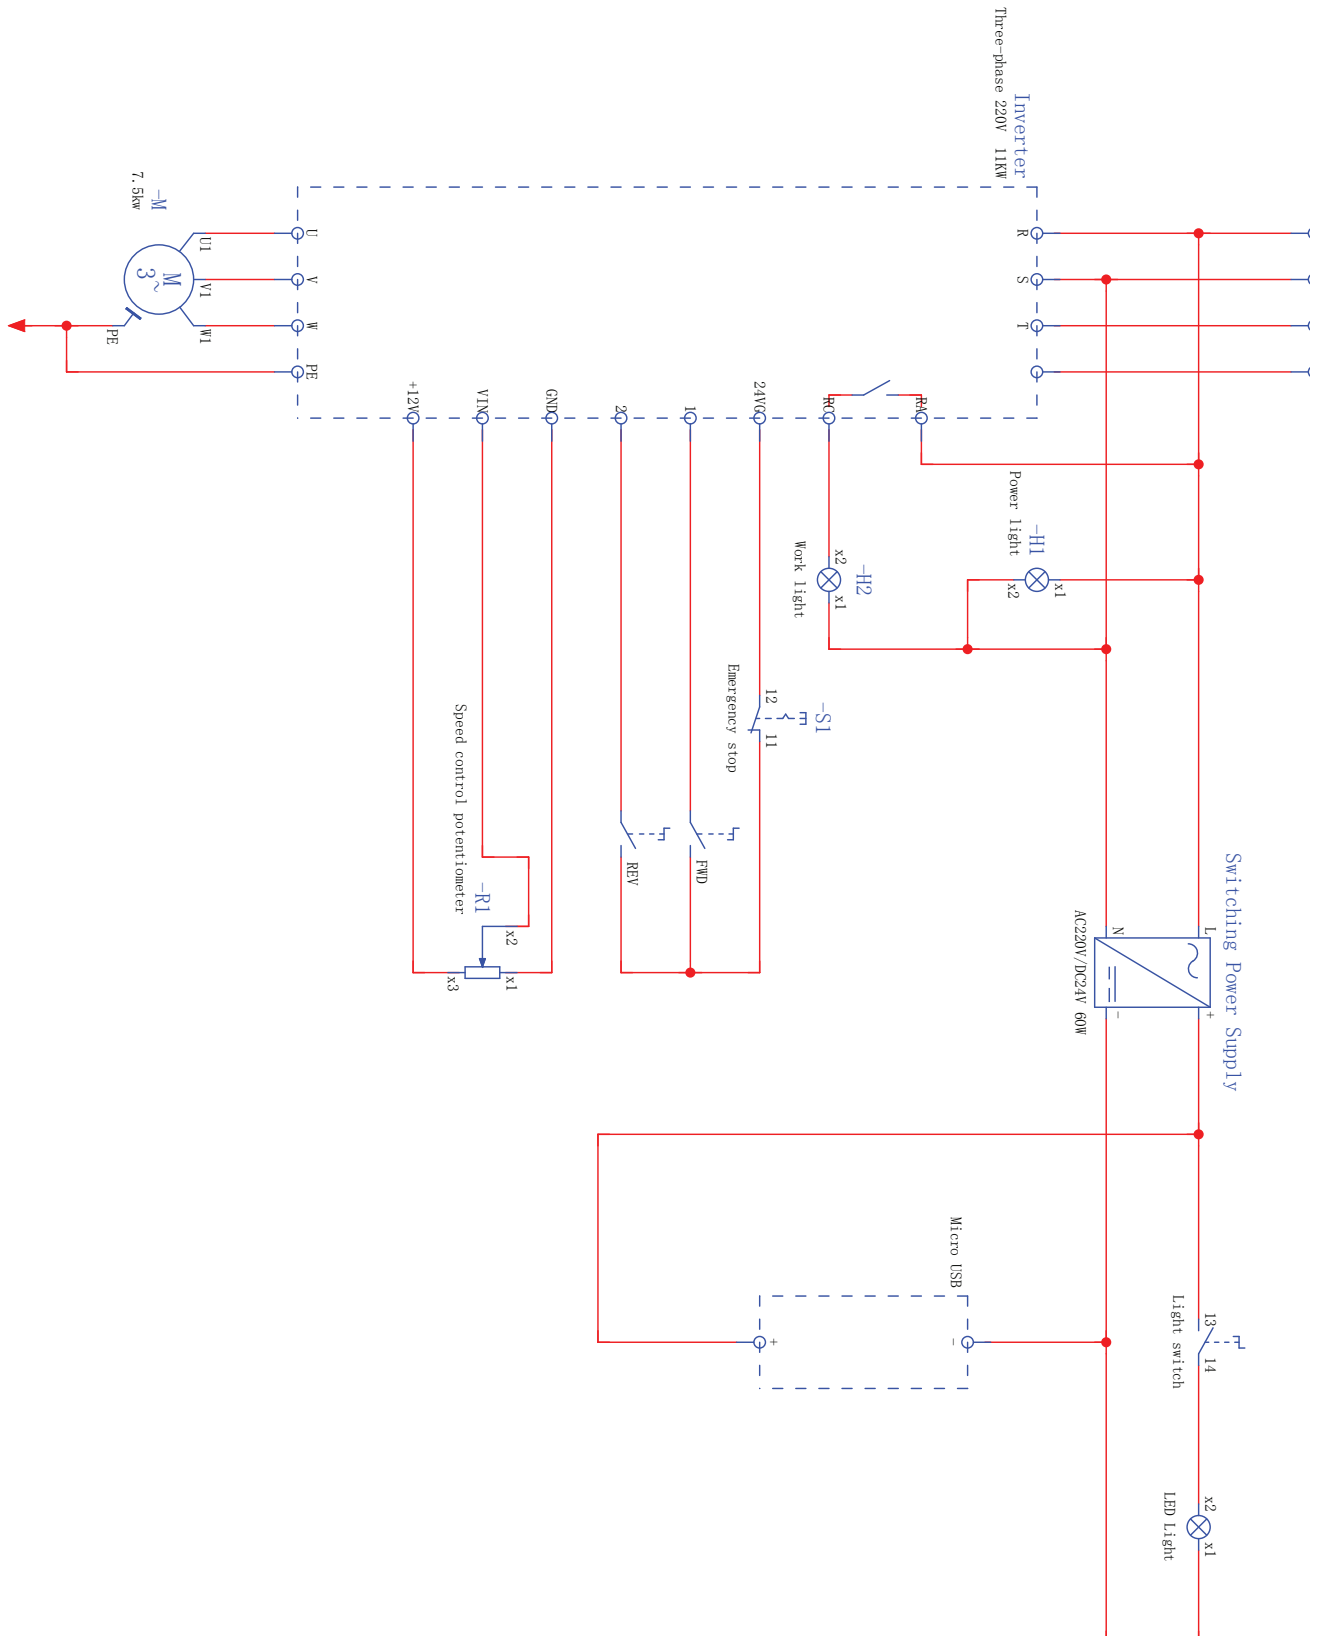 Inverter
Three-phase 220V  11KW
R
S
T
U
V
W
PE
U1
V1
W1
PE
-M
7.5kw
M
3~
+12V
VIN
GND
2
1
24VG
RC
RA
-H1
Power light
x1
x2
-H2
Work light
x2
x1
-S1
Emergency stop
12
11
FWD
REV
-R1
Speed control potentiometer
x2
x1
x3
Switching Power Supply
AC220V/DC24V 60W
L
N
+
-
Micro USB
-
+
Light switch
13
14
LED Light
x2
x1